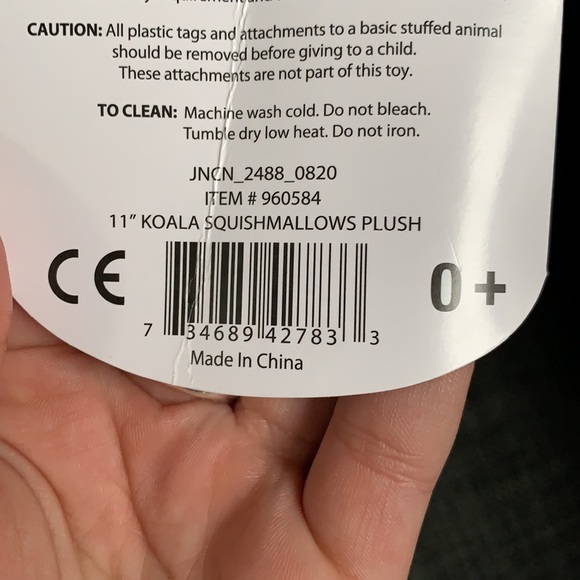 CAUTION: All plastic tags and attachments to a basic stuffed animal
should be removed before giving to a child.
These attachments are not part of this toy.
TO CLEAN: Machine wash cold. Do not bleach.
Tumble dry low heat. Do not iron.
JNCN_2488_0820
ITEM # 960584
11” KOALA SQUISHMALLOWS PLUSH
CE
0+
7 34689 42783 3
Made In China